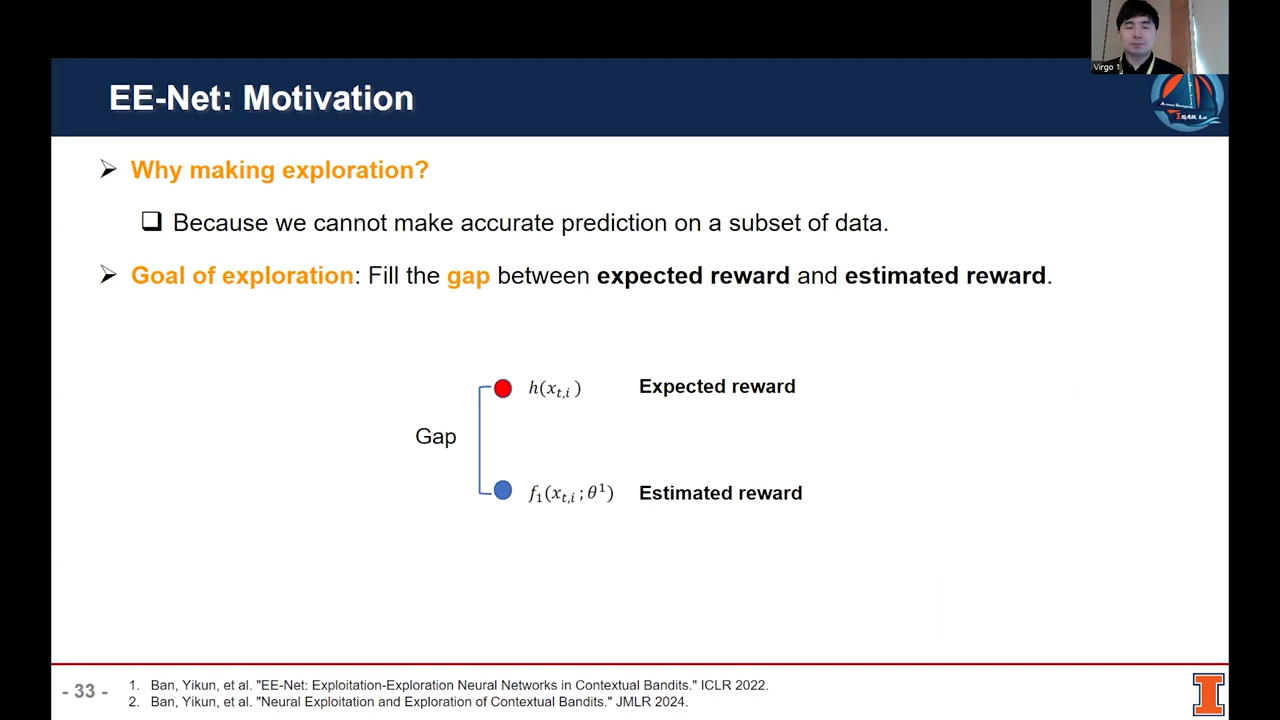 Virgo 1
EE-Net: Motivation
Why making exploration?
Because we cannot make accurate prediction on a subset of data.
Goal of exploration: Fill the gap between expected reward and estimated reward.
h(x_{t,i}) Expected reward
Gap
f_1(x_{t,i}; θ^1) Estimated reward
- 33 -
1. Ban, Yikun, et al. "EE-Net: Exploitation-Exploration Neural Networks in Contextual Bandits." ICLR 2022.
2. Ban, Yikun, et al. "Neural Exploitation and Exploration of Contextual Bandits." JMLR 2024.